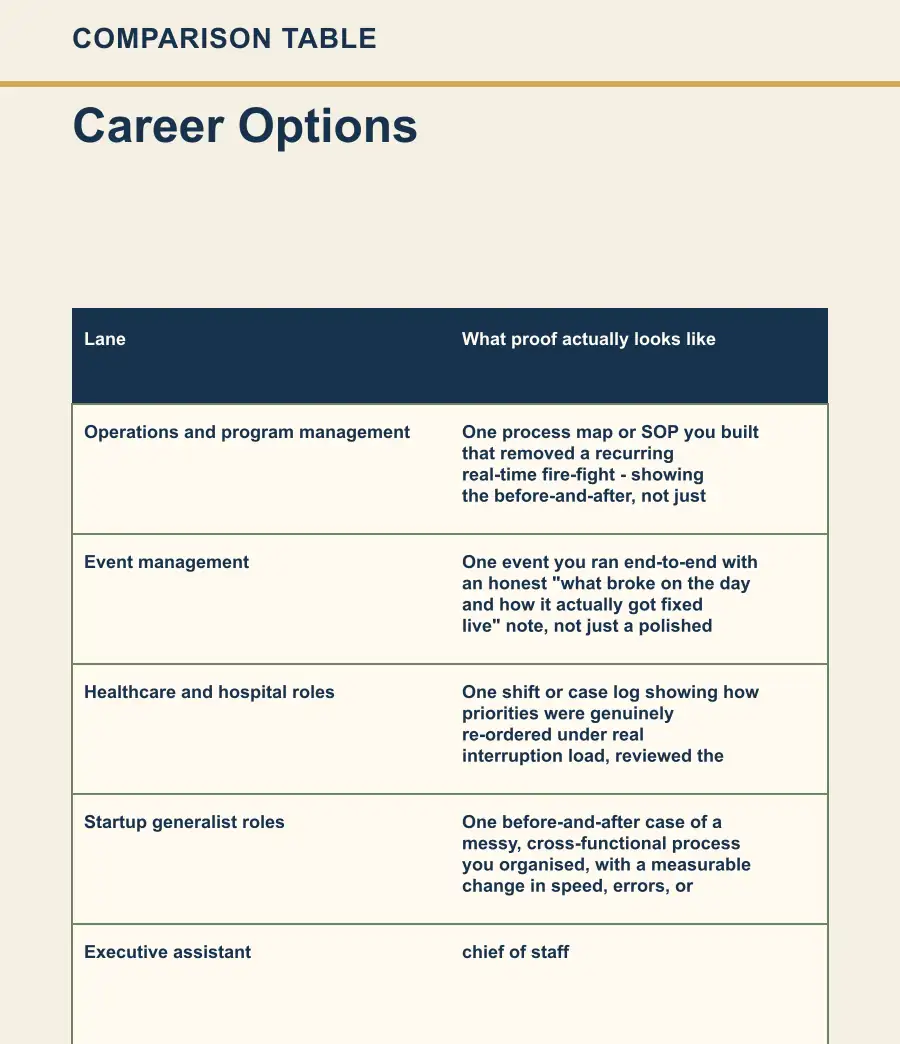 COMPARISON TABLE
Career Options
Lane
What proof actually looks like
Operations and program management
One process map or SOP you built
that removed a recurring
real-time fire-fight - showing
the before-and-after, not just
Event management
One event you ran end-to-end with
an honest "what broke on the day
and how it actually got fixed
live" note, not just a polished
Healthcare and hospital roles
One shift or case log showing how
priorities were genuinely
re-ordered under real
interruption load, reviewed the
Startup generalist roles
One before-and-after case of a
messy, cross-functional process
you organised, with a measurable
change in speed, errors, or
Executive assistant
chief of staff